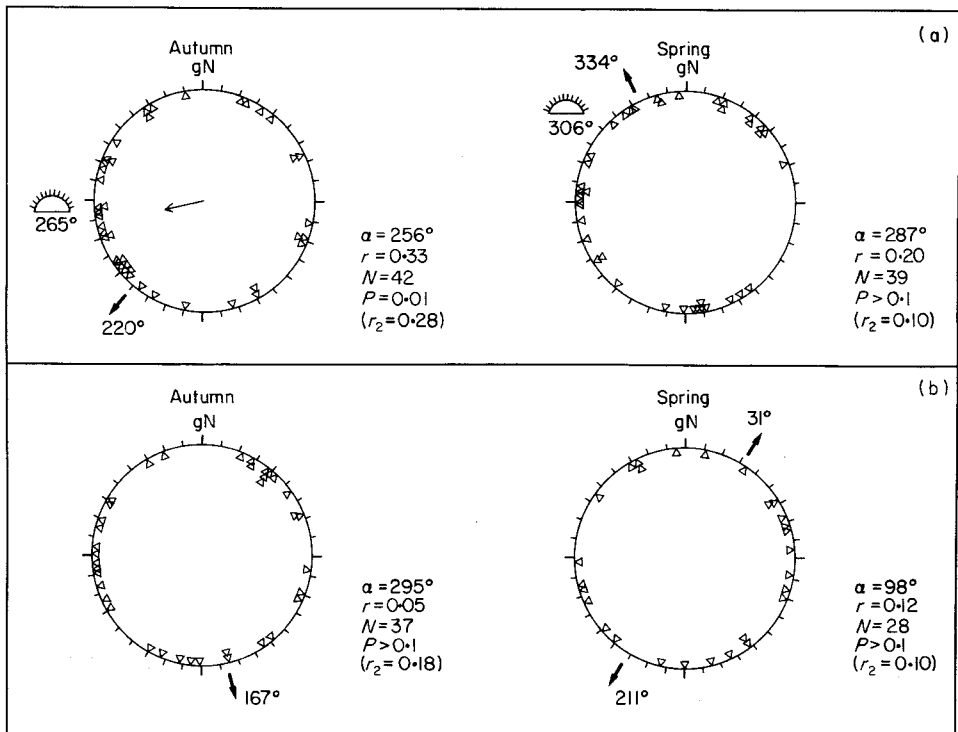 (a)
Autumn
gN
265°
220°
α = 256°
r = 0·33
N = 42
P = 0·01
(r₂ = 0·28)
Spring
gN
334°
306°
α = 287°
r = 0·20
N = 39
P > 0·1
(r₂ = 0·10)
(b)
Autumn
gN
167°
α = 295°
r = 0·05
N = 37
P > 0·1
(r₂ = 0·18)
Spring
gN
31°
211°
α = 98°
r = 0·12
N = 28
P > 0·1
(r₂ = 0·10)